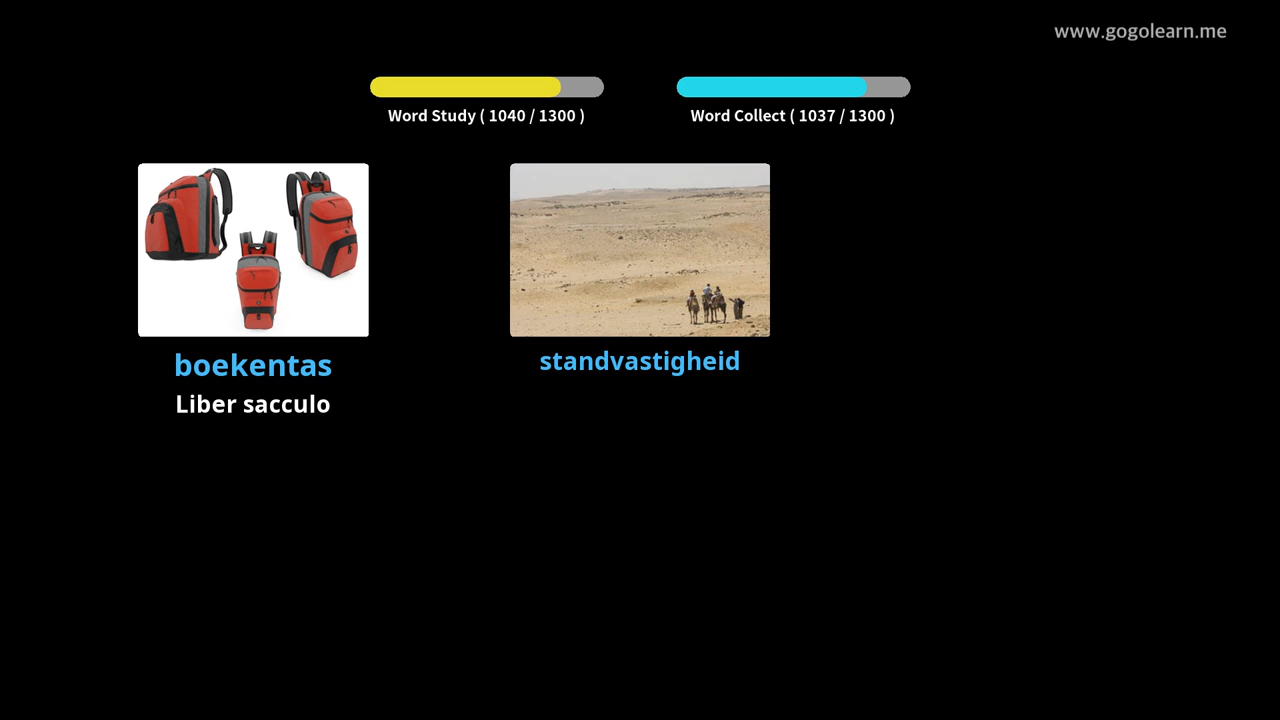 www.gogolearn.me
Word Study ( 1040 / 1300 )
Word Collect ( 1037 / 1300 )
boekentas
Liber sacculo
standvastigheid